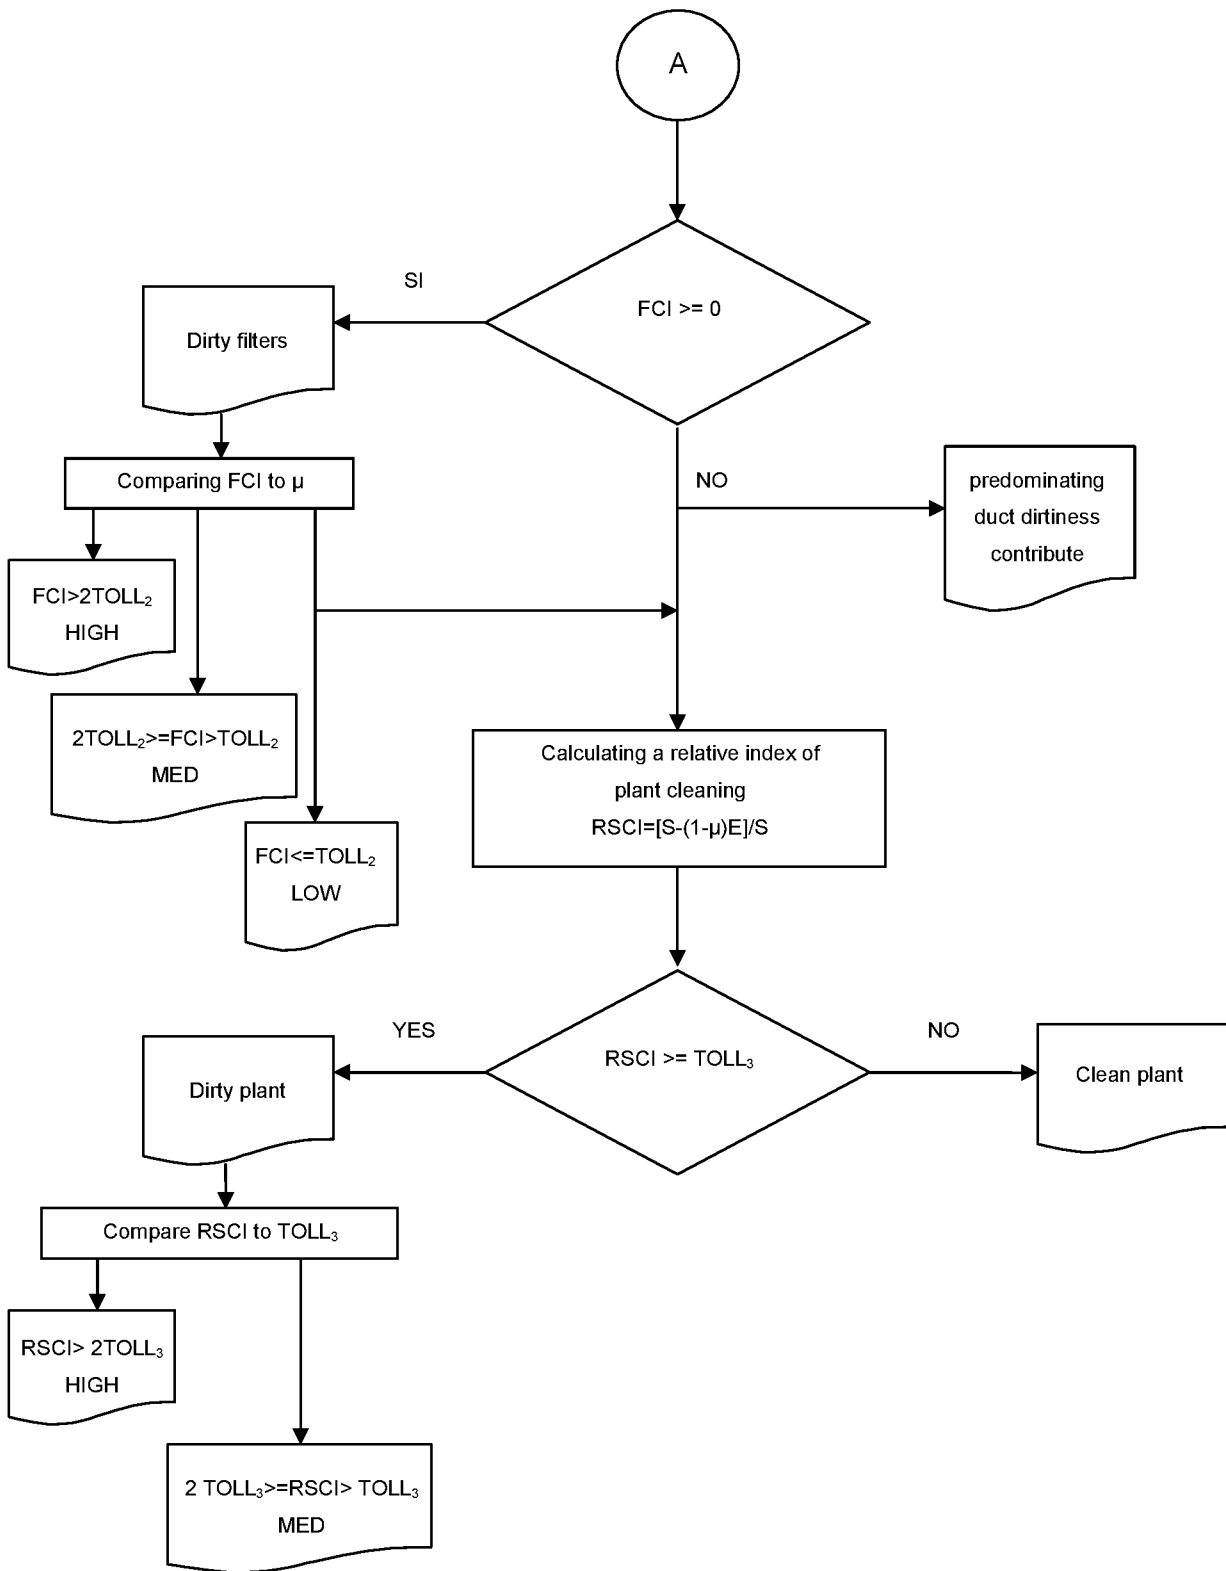 A
SI
FCI >= 0
Dirty filters
Comparing FCI to μ
NO
predominating
duct dirtiness
contribute
FCI>2TOLL₂
HIGH
2TOLL₂>=FCI>TOLL₂
MED
FCI<=TOLL₂
LOW
Calculating a relative index of
plant cleaning
RSCI=[S-(1-μ)E]/S
YES
RSCI >= TOLL₃
NO
Dirty plant
Clean plant
Compare RSCI to TOLL₃
RSCI> 2TOLL₃
HIGH
2 TOLL₃>=RSCI> TOLL₃
MED